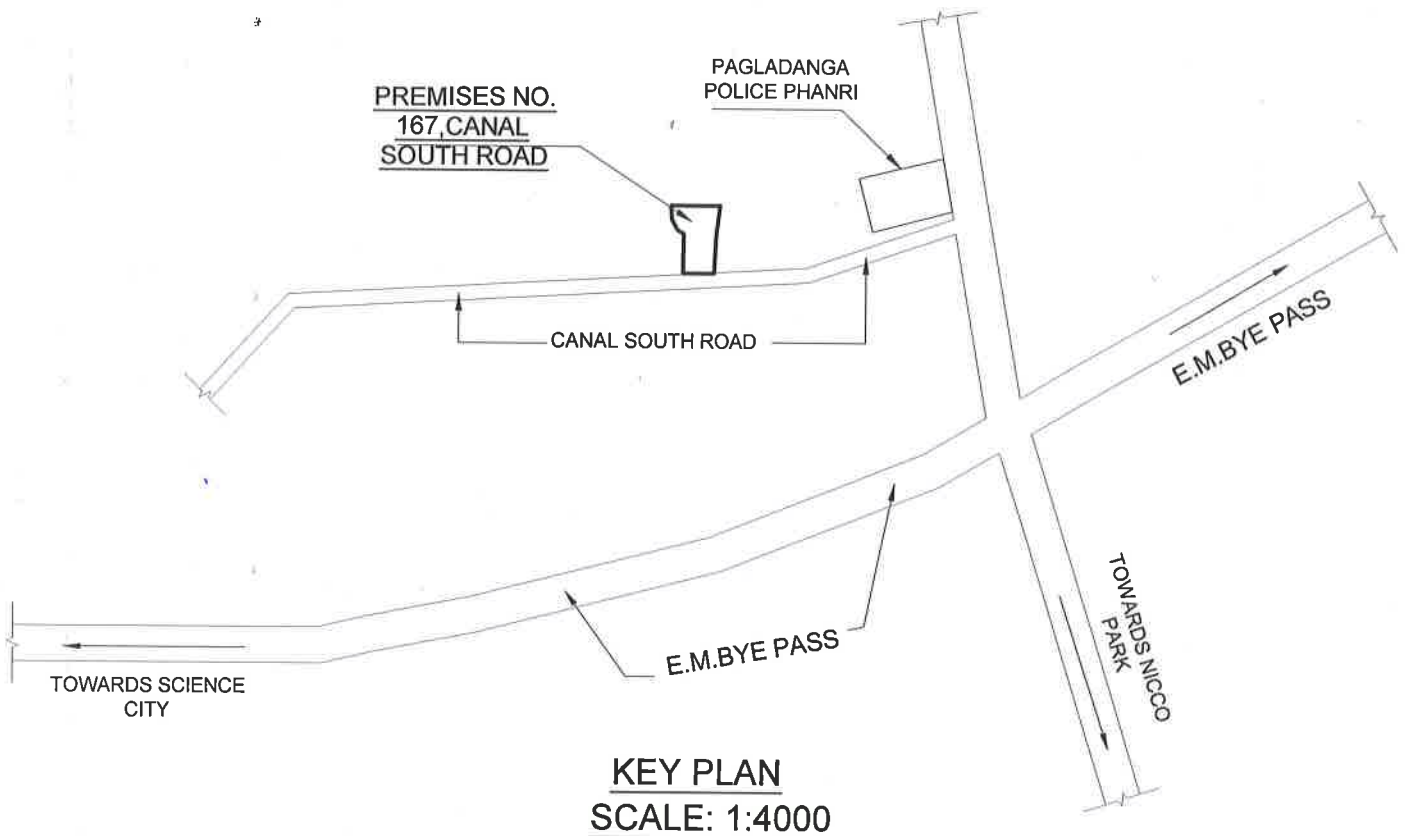 PAGLADANGA
POLICE PHANRI
PREMISES NO.
167,CANAL
SOUTH ROAD
CANAL SOUTH ROAD
E.M.BYE PASS
E.M.BYE PASS
TOWARDS NICCO
PARK
TOWARDS SCIENCE
CITY
KEY PLAN
SCALE: 1:4000